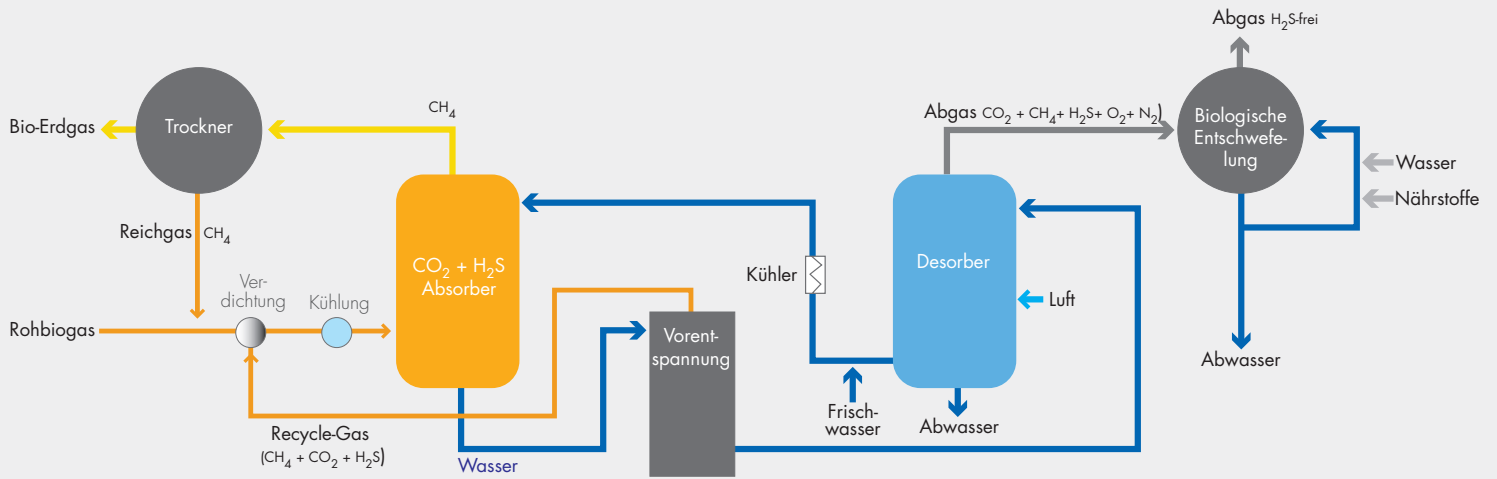 Abgas H₂S-frei
Trockner
Bio-Erdgas
CH₄
Abgas CO₂ + CH₄+ H₂S+ O₂+ N₂)
Biologische
Entschwefe-
lung
Wasser
Nährstoffe
Reichgas CH₄
CO₂ + H₂S
Absorber
Kühler
Desorber
Ver-
dichtung
Kühlung
Luft
Rohbiogas
Vorent-
spannung
Abwasser
Frisch-
wasser
Abwasser
Recycle-Gas
(CH₄ + CO₂ + H₂S)
Wasser